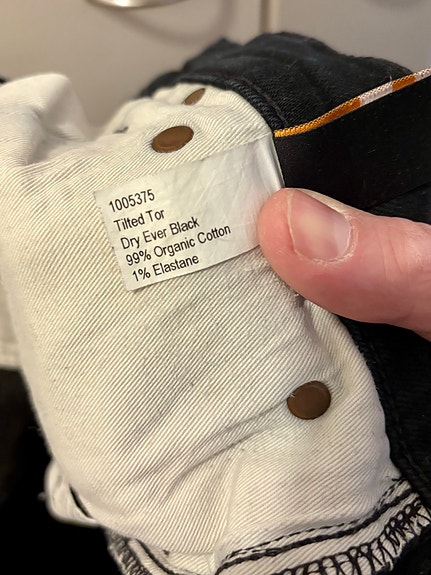 1005375
Tilted Tor
Dry Ever Black
99% Organic Cotton
1% Elastane